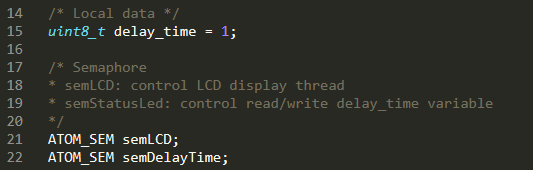 14 /* Local data */
15 uint8_t delay_time = 1;
16
17 /* Semaphore
18 * semLCD: control LCD display thread
19 * semStatusLed: control read/write delay_time variable
20 */
21 ATOM_SEM semLCD;
22 ATOM_SEM semDelayTime;